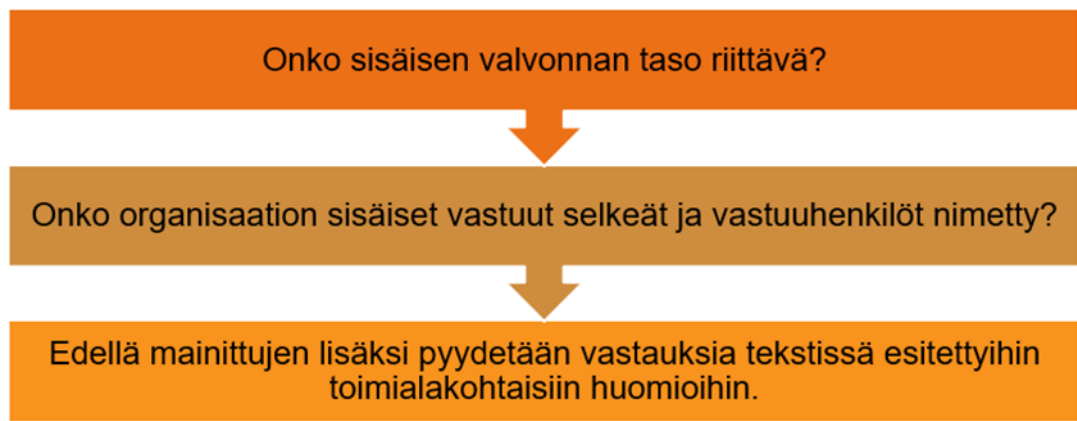 Onko sisäisen valvonnan taso riittävä?
Onko organisaation sisäiset vastuut selkeät ja vastuuhenkilöt nimetty?
Edellä mainittujen lisäksi pyydetään vastauksia tekstissä esitettyihin
toimialakohtaisiin huomioihin.